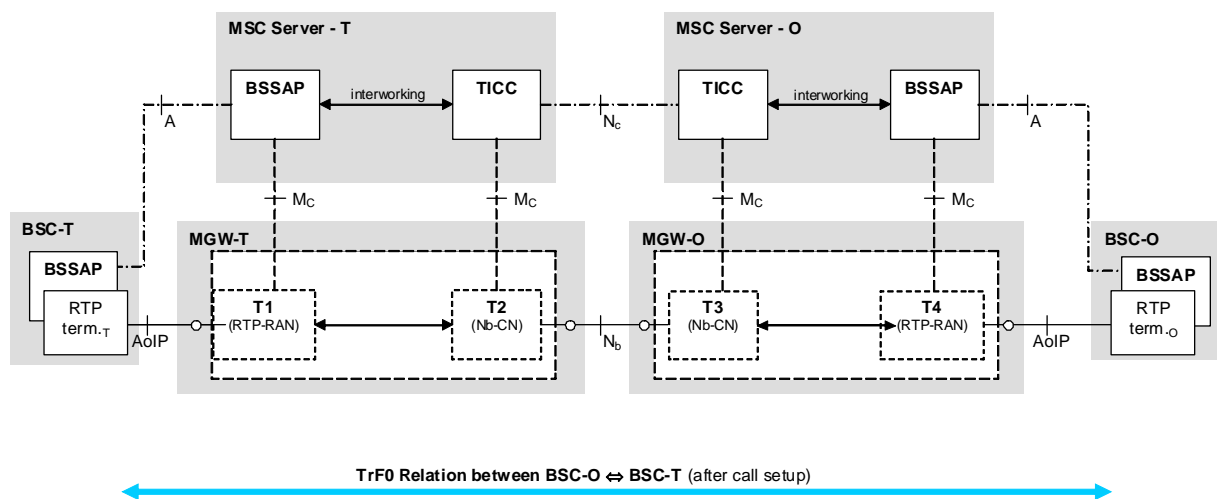 MSC Server - T
MSC Server - O
BSSAP
interworking
TICC
TICC
interworking
BSSAP
A
Nc
A
MC
MC
MC
MC
BSC-T
MGW-T
MGW-O
BSC-O
BSSAP
BSSAP
RTP
term.T
T1
(RTP-RAN)
T2
(Nb-CN)
T3
(Nb-CN)
T4
(RTP-RAN)
RTP
term.O
AoIP
Nb
AoIP
TrF0 Relation between BSC-O ⇔ BSC-T (after call setup)